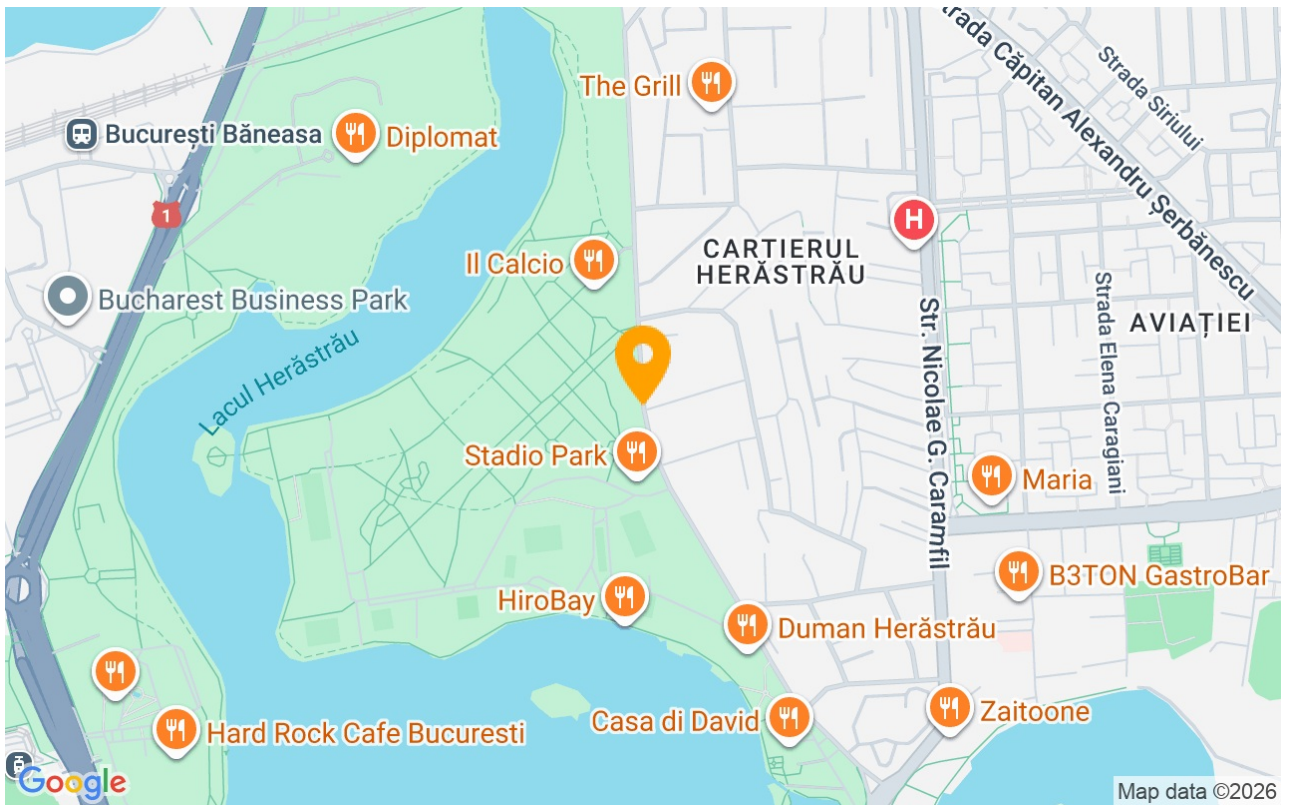 Strada Căpitan Alexandru Șerbănescu
Strada Siriului
The Grill
București Băneasa
Diplomat
1
H
CARTIERUL
HERĂSTRĂU
Il Calcio
Bucharest Business Park
Strada Elena Caragiani
AVIAȚIEI
Str. Nicolae G. Caramfil
Lacul Herăstrău
Stadio Park
Maria
B3TON GastroBar
HiroBay
Duman Herăstrău
Casa di David
Zaitoone
Hard Rock Cafe Bucuresti
Google
Map data ©2026